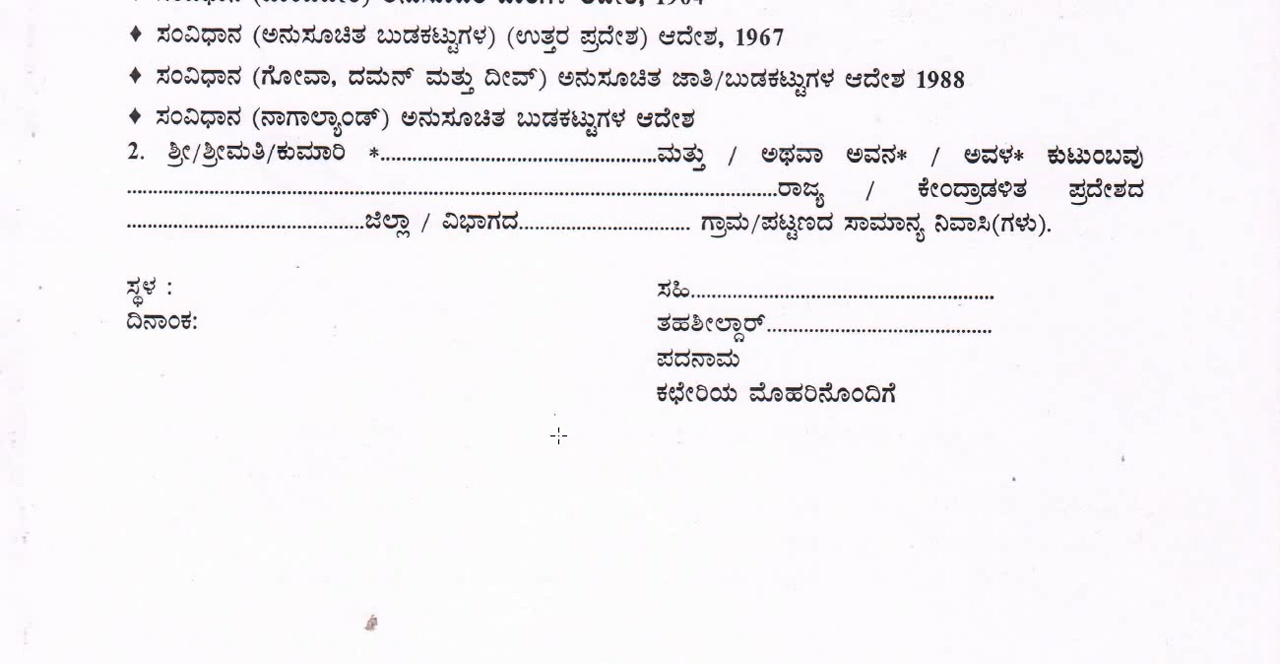 ♦ ಸಂವಿಧಾನ (ಅನುಸೂಚಿತ ಬುಡಕಟ್ಟುಗಳ) (ಉತ್ತರ ಪ್ರದೇಶ) ಆದೇಶ, 1967
♦ ಸಂವಿಧಾನ (ಗೋವಾ, ದಮನ್ ಮತ್ತು ದೀವ್) ಅನುಸೂಚಿತ ಜಾತಿ/ಬುಡಕಟ್ಟುಗಳ ಆದೇಶ 1988
♦ ಸಂವಿಧಾನ (ನಾಗಾಲ್ಯಾಂಡ್) ಅನುಸೂಚಿತ ಬುಡಕಟ್ಟುಗಳ ಆದೇಶ
2. ಶ್ರೀ/ಶ್ರೀಮತಿ/ಕುಮಾರಿ *........................................................ಮತ್ತು / ಅಥವಾ ಅವನ* / ಅವಳ* ಕುಟುಂಬವು
....................................................................................................................................ರಾಜ್ಯ / ಕೇಂದ್ರಾಡಳಿತ ಪ್ರದೇಶದ
................................................ಜಿಲ್ಲಾ / ವಿಭಾಗದ................................... ಗ್ರಾಮ/ಪಟ್ಟಣದ ಸಾಮಾನ್ಯ ನಿವಾಸಿ(ಗಳು).
ಸ್ಥಳ :
ಸಹಿ..............................................................
ದಿನಾಂಕ:
ತಹಶೀಲ್ದಾರ್..............................................
ಪದನಾಮ
ಕಛೇರಿಯ ಮೊಹರಿನೊಂದಿಗೆ